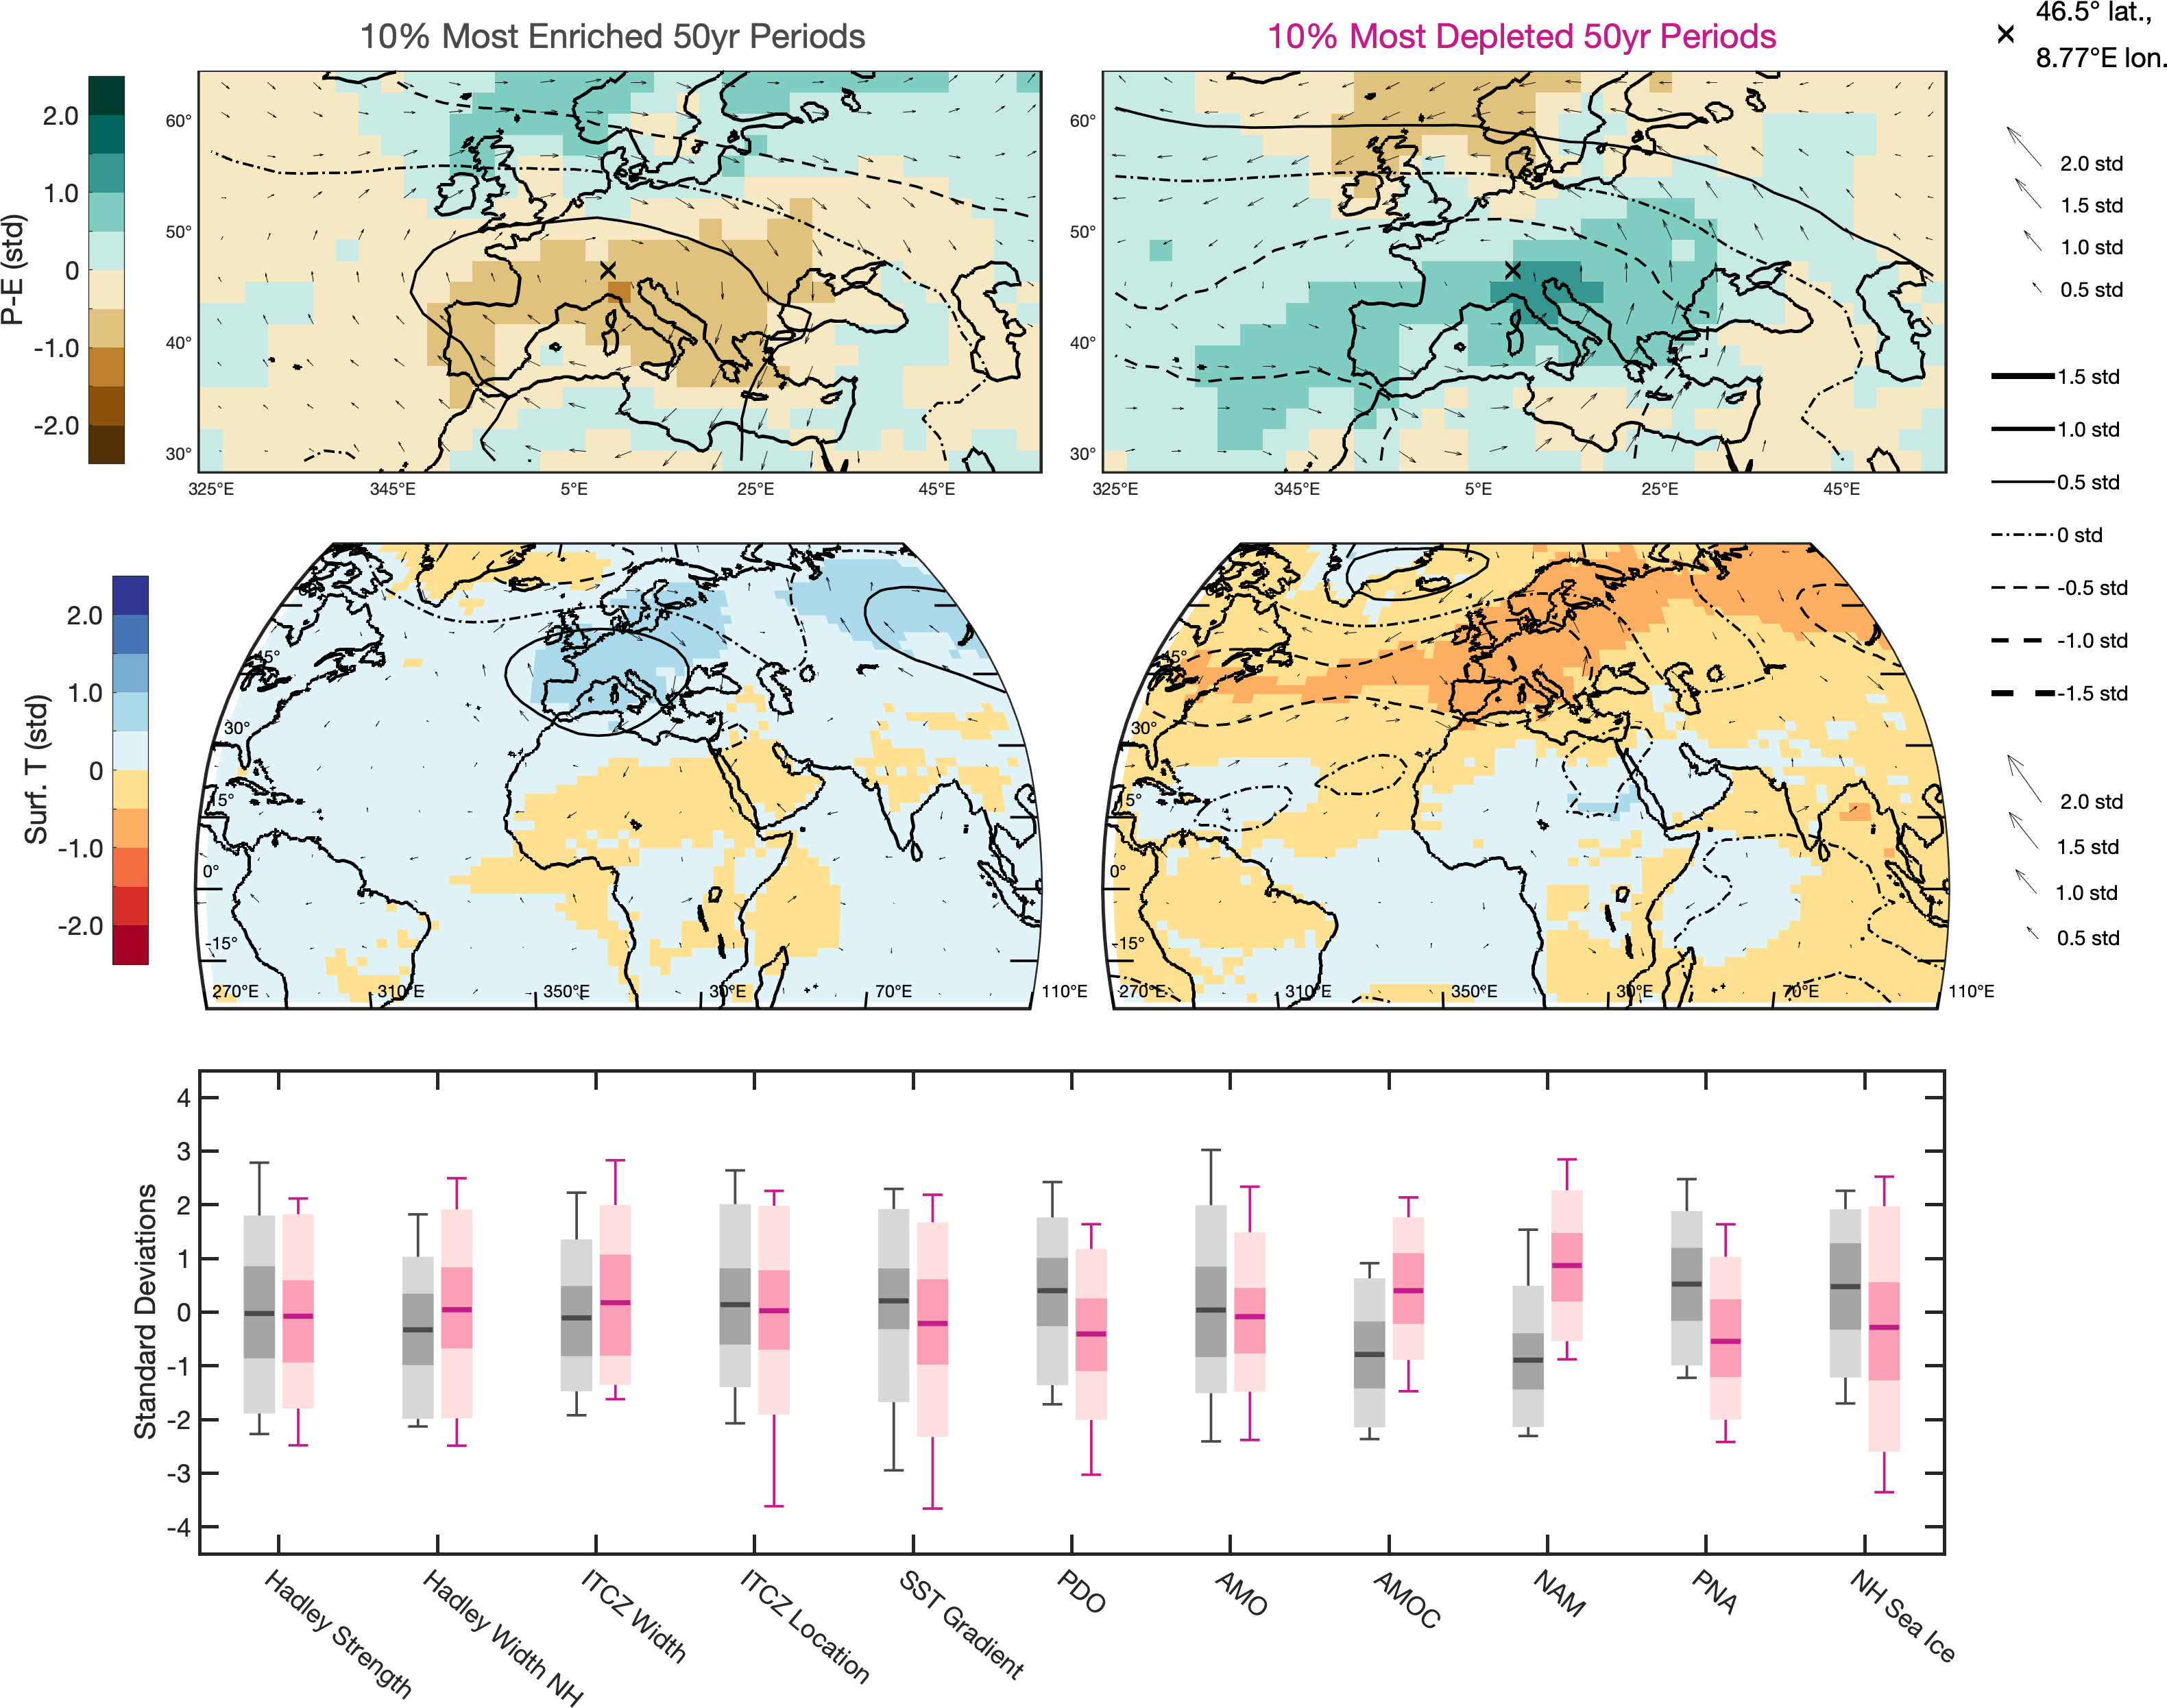 10% Most Enriched 50yr Periods
10% Most Depleted 50yr Periods
46.5° lat.,
8.77°E lon.
P-E (std)
2.0
1.0
0
-1.0
-2.0
60°
50°
40°
30°
325°E 345°E 5°E 25°E 45°E
60°
50°
40°
30°
325°E 345°E 5°E 25°E 45°E
2.0 std
1.5 std
1.0 std
0.5 std
1.5 std
1.0 std
0.5 std
0 std
-0.5 std
-1.0 std
-1.5 std
Surf. T (std)
2.0
1.0
0
-1.0
-2.0
30°
15°
0°
-15°
270°E 310°E 350°E 30°E 70°E 110°E
30°
0°
-15°
270°E 310°E 350°E 30°E 70°E 110°E
2.0 std
1.5 std
1.0 std
0.5 std
Standard Deviations
4
3
2
1
0
-1
-2
-3
-4
Hadley Strength
Hadley Width NH
ITCZ Width
ITCZ Location
SST Gradient
PDO
AMO
AMOC
NAM
PNA
NH Sea Ice